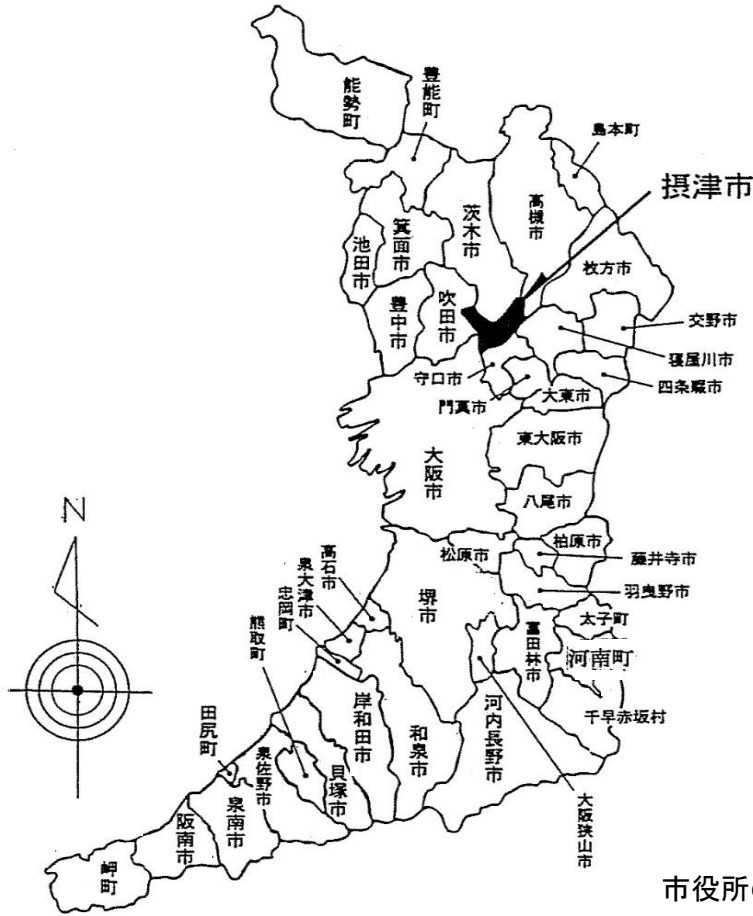 能勢町
豊能町
島本町
摂津市
高槻市
茨木市
箕面市
池田市
枚方市
吹田市
豊中市
交野市
寝屋川市
守口市
四条畷市
門真市
大東市
東大阪市
大阪市
八尾市
N
柏原市
松原市
藤井寺市
高石市
泉大津市
忠岡町
堺市
羽曳野市
太子町
熊取町
富田林市
河南町
田尻町
岸和田市
和泉市
河内長野市
千早赤坂村
泉佐野市
貝塚市
大阪狭山市
泉南市
阪南市
岬町
市役所